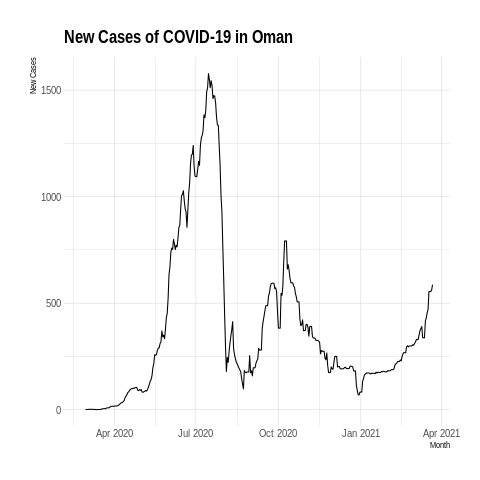 New Cases of COVID-19 in Oman
New Cases
1500
1000
500
0
Apr 2020 Jul 2020 Oct 2020 Jan 2021 Apr 2021
Month